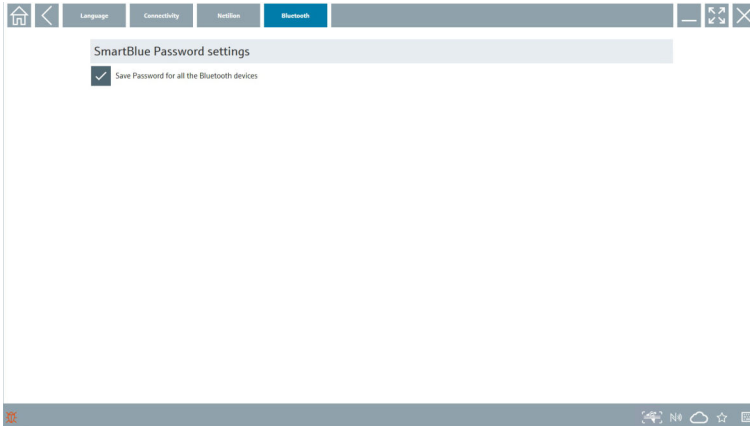 Language Connectivity Netilion Bluetooth
SmartBlue Password settings
Save Password for all the Bluetooth devices